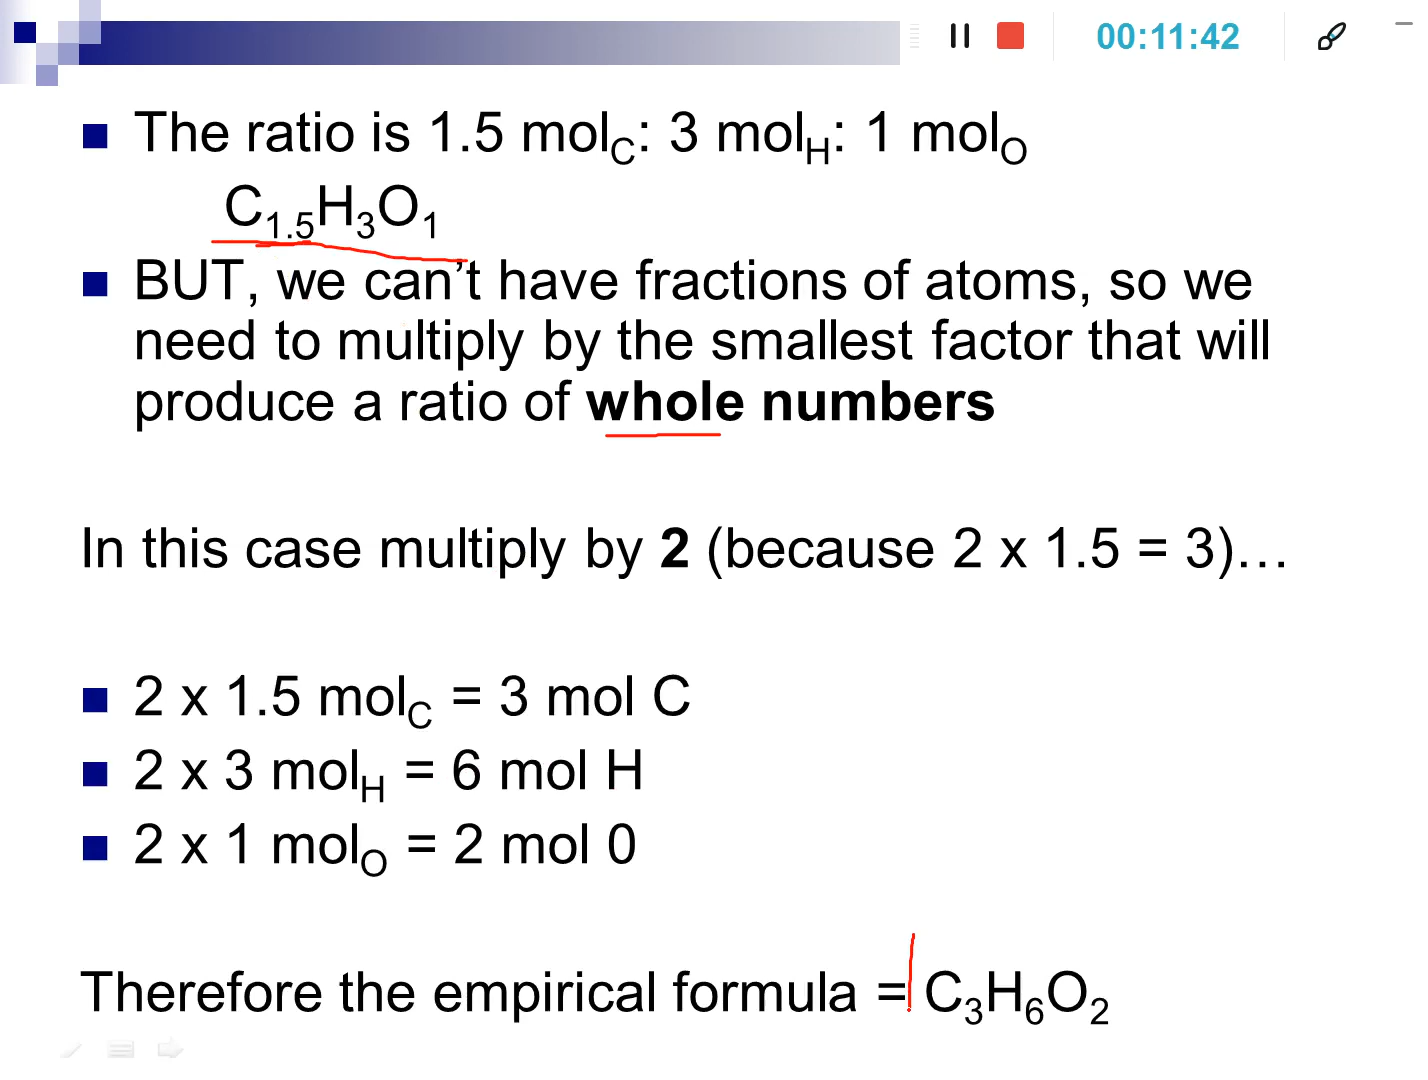 00:11:42
The ratio is 1.5 molC: 3 molH: 1 molO
C1.5H3O1
BUT, we can’t have fractions of atoms, so we
need to multiply by the smallest factor that will
produce a ratio of whole numbers
In this case multiply by 2 (because 2 x 1.5 = 3)…
2 x 1.5 molC = 3 mol C
2 x 3 molH = 6 mol H
2 x 1 molO = 2 mol 0
Therefore the empirical formula = C3H6O2